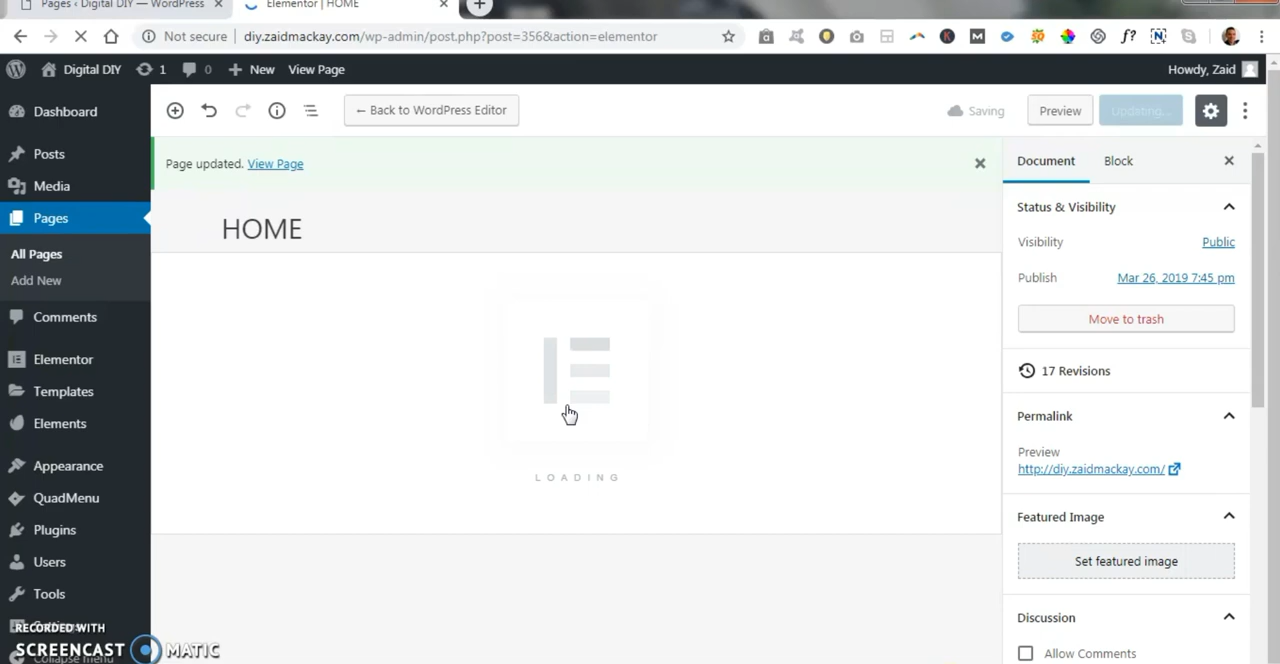 Pages ‹ Digital DIY — WordPress
Elementor | HOME
Not secure | diy.zaidmackay.com/wp-admin/post.php?post=356&action=elementor
Digital DIY 1 0 New View Page Howdy, Zaid
Dashboard
Posts
Media
Pages
All Pages
Add New
Comments
Elementor
Templates
Elements
Appearance
QuadMenu
Plugins
Users
Tools
Settings
Collapse menu
← Back to WordPress Editor
Saving
Preview
Updating...
Page updated. View Page
HOME
LOADING
Document Block
Status & Visibility
Visibility Public
Publish Mar 26, 2019 7:45 pm
Move to trash
17 Revisions
Permalink
Preview
http://diy.zaidmackay.com/
Featured Image
Set featured image
Discussion
Allow Comments
RECORDED WITH
SCREENCAST MATIC